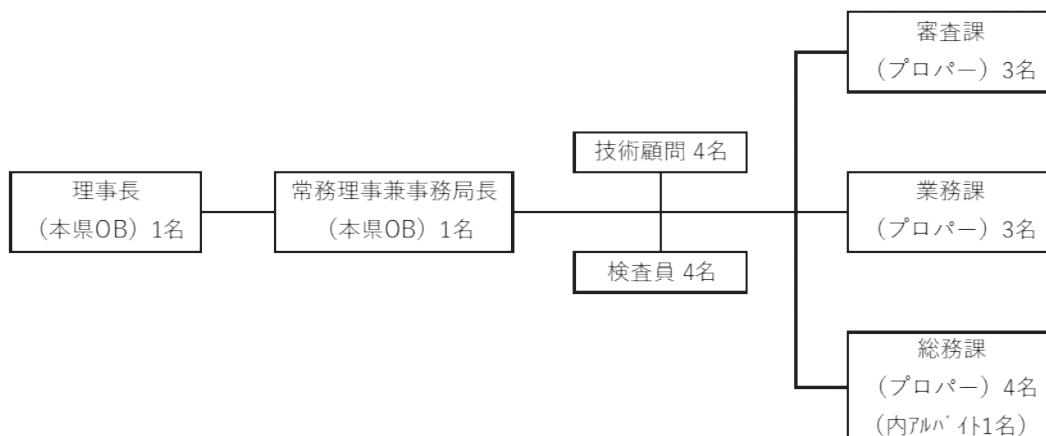 審査課
（プロパー）3名
技術顧問 4名
理事長
（本県OB）1名
常務理事兼事務局長
（本県OB）1名
業務課
（プロパー）3名
検査員 4名
総務課
（プロパー）4名
（内ｱﾙﾊﾞｲﾄ1名）